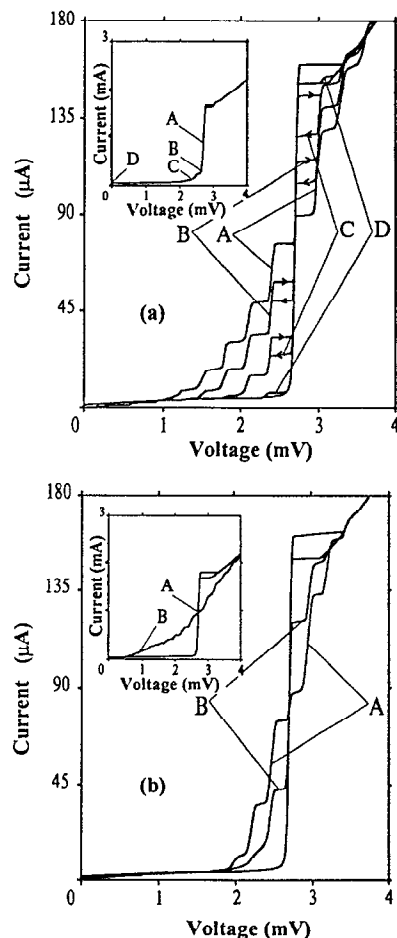 (a)
3
Current (mA)
A
B
C
D
0 1 2 3 4
Voltage (mV)
180
135
90
45
Current (μA)
B A C D
(a)
0 1 2 3 4
Voltage (mV)
(b)
3
Current (mA)
A
B
0 1 2 3 4
Voltage (mV)
180
135
90
45
Current (μA)
B A
(b)
0 1 2 3 4
Voltage (mV)